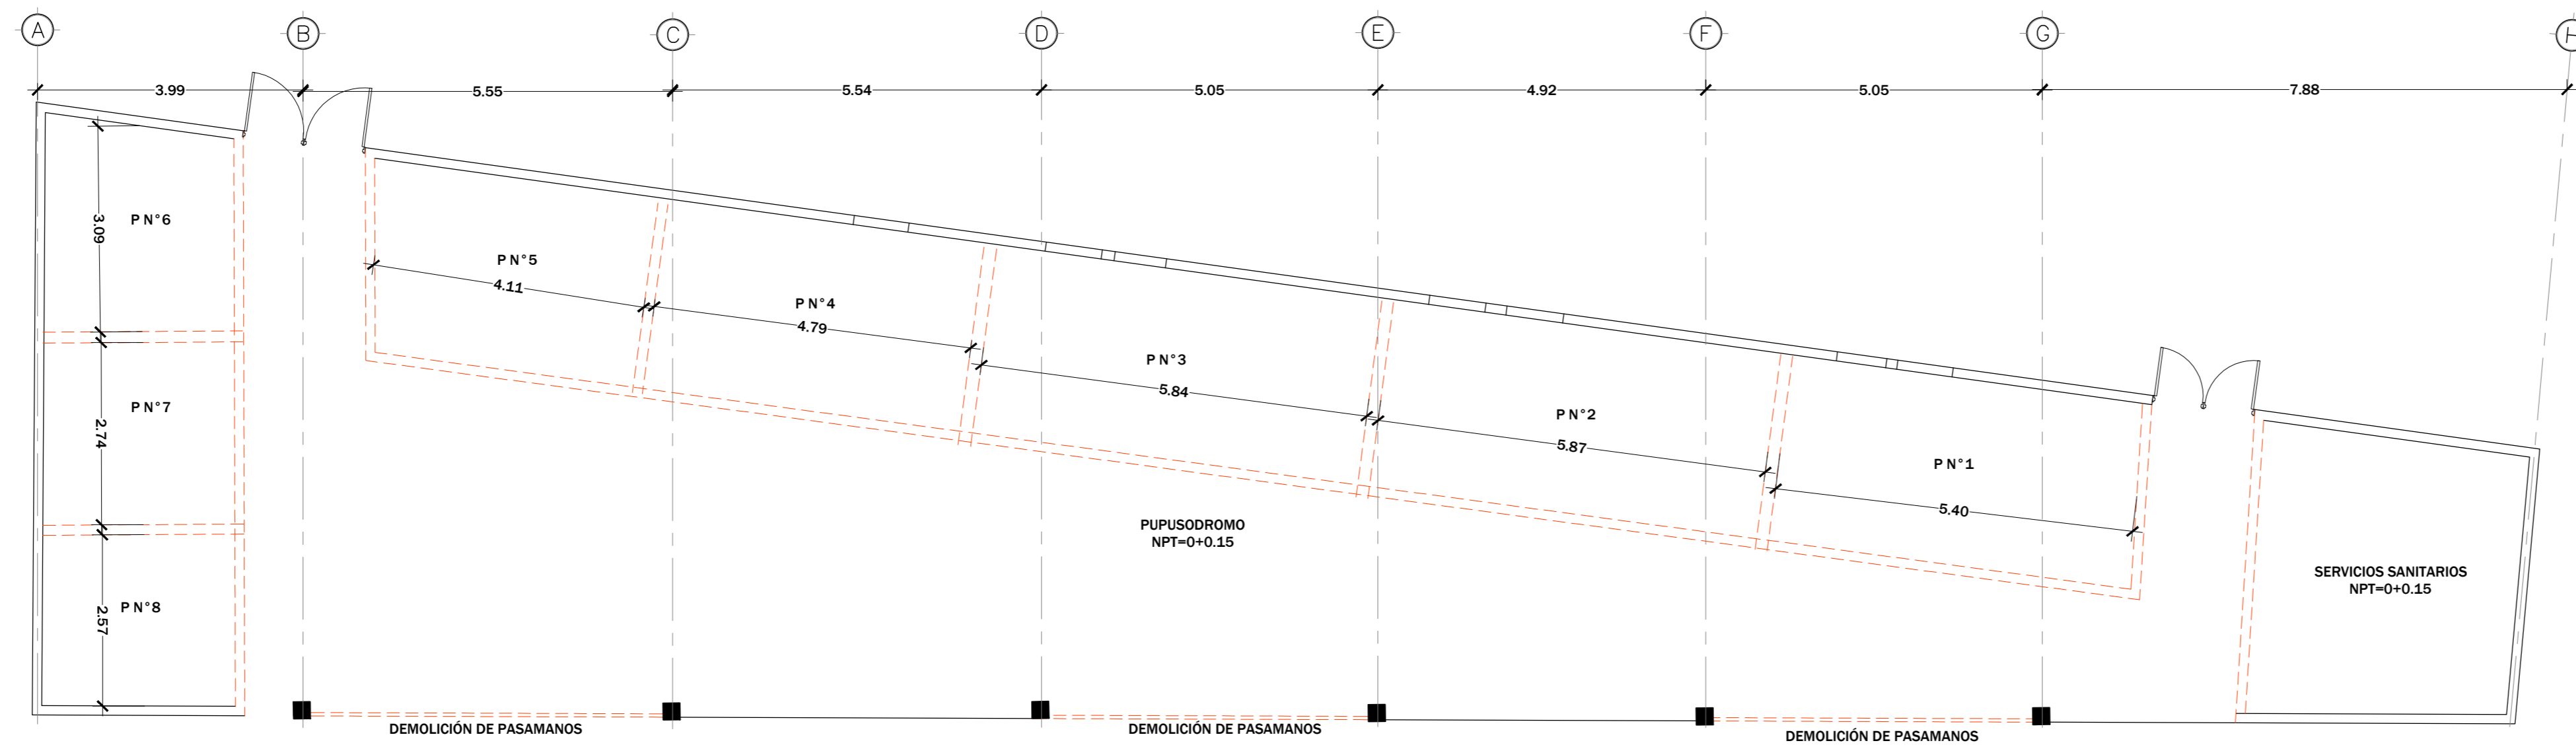 A
B
C
D
E
F
G
H
3.99
5.55
5.54
5.05
4.92
5.05
7.88
3.09
P N°6
P N°5
4.11
P N°4
4.79
P N°3
5.84
P N°2
5.87
P N°1
5.40
P N°7
2.74
P N°8
2.57
PUPUSODROMO
NPT=0+0.15
SERVICIOS SANITARIOS
NPT=0+0.15
DEMOLICIÓN DE PASAMANOS
DEMOLICIÓN DE PASAMANOS
DEMOLICIÓN DE PASAMANOS